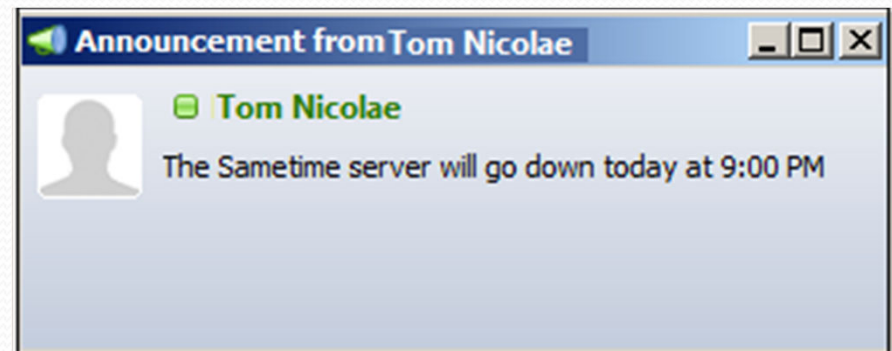 Announcement from Tom Nicolae
Tom Nicolae
The Sametime server will go down today at 9:00 PM